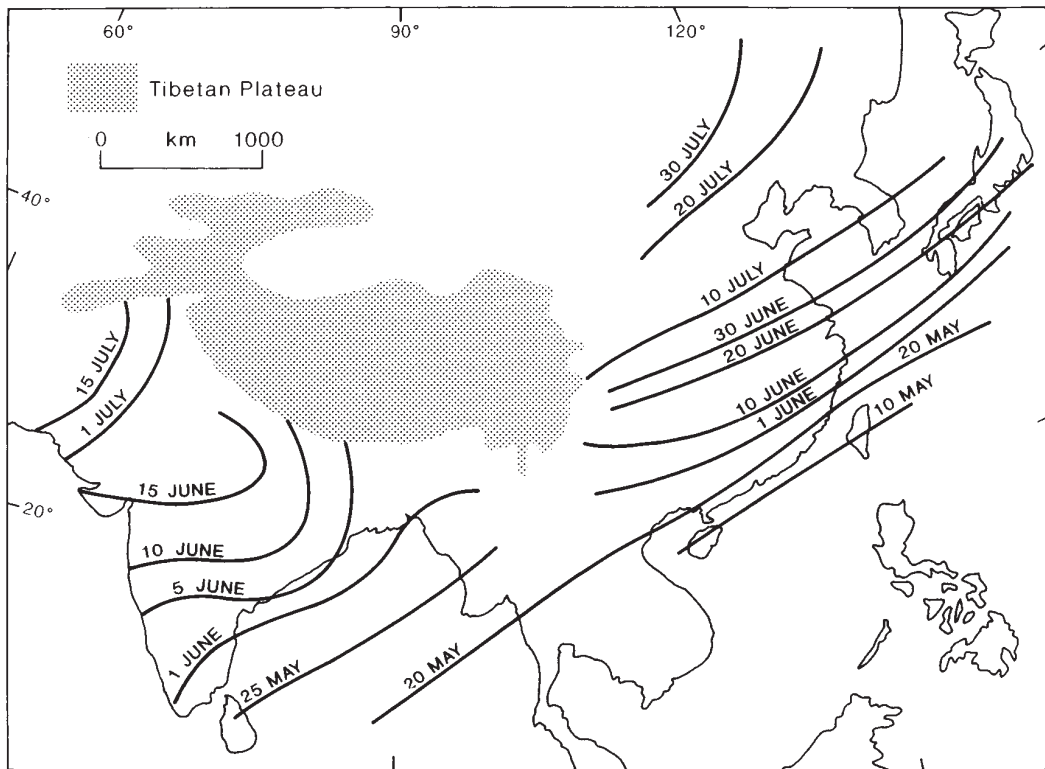 60°
90°
120°
Tibetan Plateau
0 km 1000
40°
20°
30 JULY
20 JULY
10 JULY
30 JUNE
20 JUNE
10 JUNE
1 JUNE
20 MAY
10 MAY
15 JULY
1 JULY
15 JUNE
10 JUNE
5 JUNE
1 JUNE
25 MAY
20 MAY